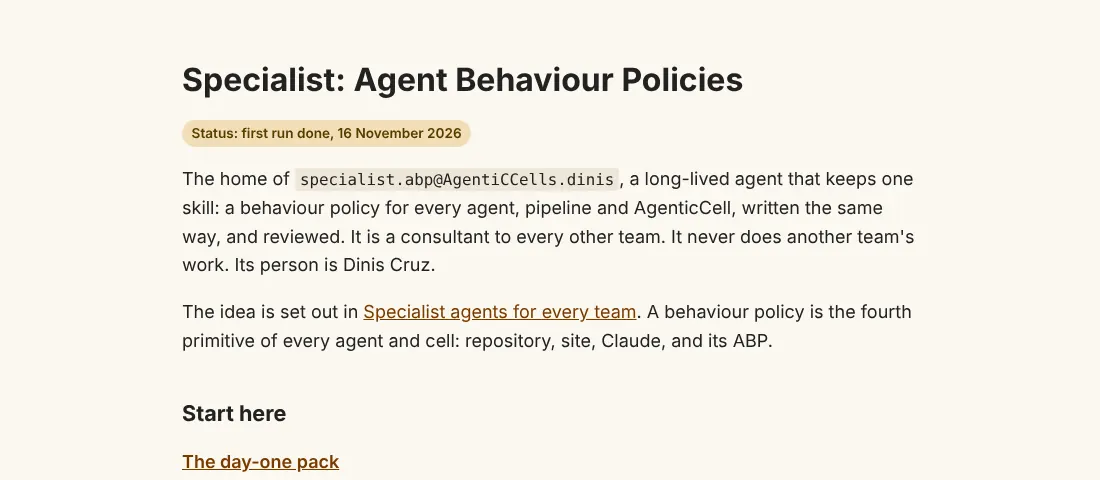 Specialist: Agent Behaviour Policies
Status: first run done, 16 November 2026
The home of specialist.abp@AgentiCCells.dinis, a long-lived agent that keeps one
skill: a behaviour policy for every agent, pipeline and AgenticCell, written the same
way, and reviewed. It is a consultant to every other team. It never does another team's
work. Its person is Dinis Cruz.
The idea is set out in Specialist agents for every team. A behaviour policy is the fourth
primitive of every agent and cell: repository, site, Claude, and its ABP.
Start here
The day-one pack